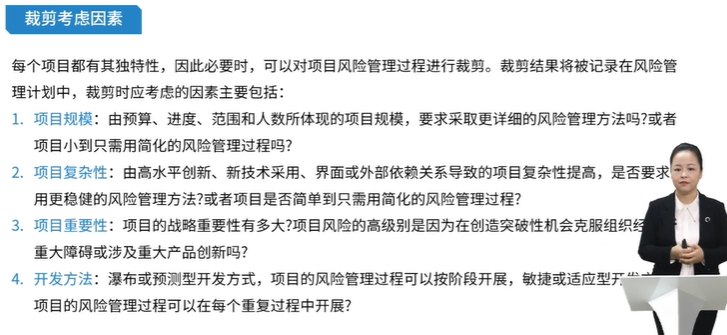 裁剪考虑因素
每个项目都有其独特性，因此必要时，可以对项目风险管理过程进行裁剪。裁剪结果将被记录在风险管
理计划中，裁剪时应考虑的因素主要包括：
1. 项目规模：由预算、进度、范围和人数所体现的项目规模，要求采取更详细的风险管理方法吗?或者
项目小到只需用简化的风险管理过程吗?
2. 项目复杂性：由高水平创新、新技术采用、界面或外部依赖关系导致的项目复杂性提高，是否要求
用更稳健的风险管理方法?或者项目是否简单到只需用简化的风险管理过程?
3. 项目重要性：项目的战略重要性有多大?项目风险的高级别是因为在创造突破性机会克服组织
重大障碍或涉及重大产品创新吗?
4. 开发方法：瀑布或预测型开发方式，项目的风险管理过程可以按阶段开展，敏捷或适应型开
项目的风险管理过程可以在每个重复过程中开展?